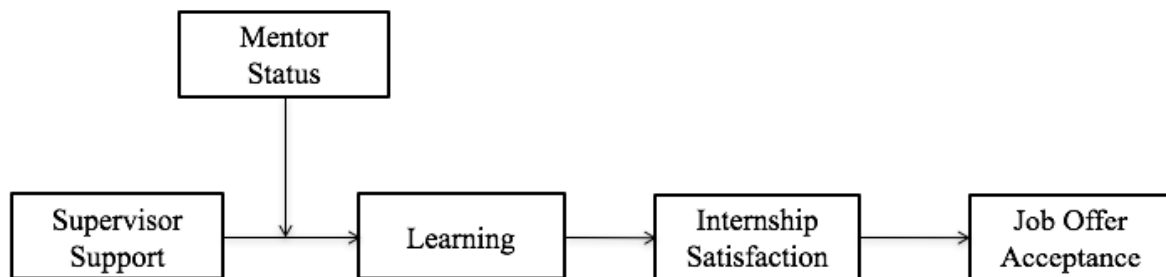 Mentor
Status
Supervisor
Support
Learning
Internship
Satisfaction
Job Offer
Acceptance